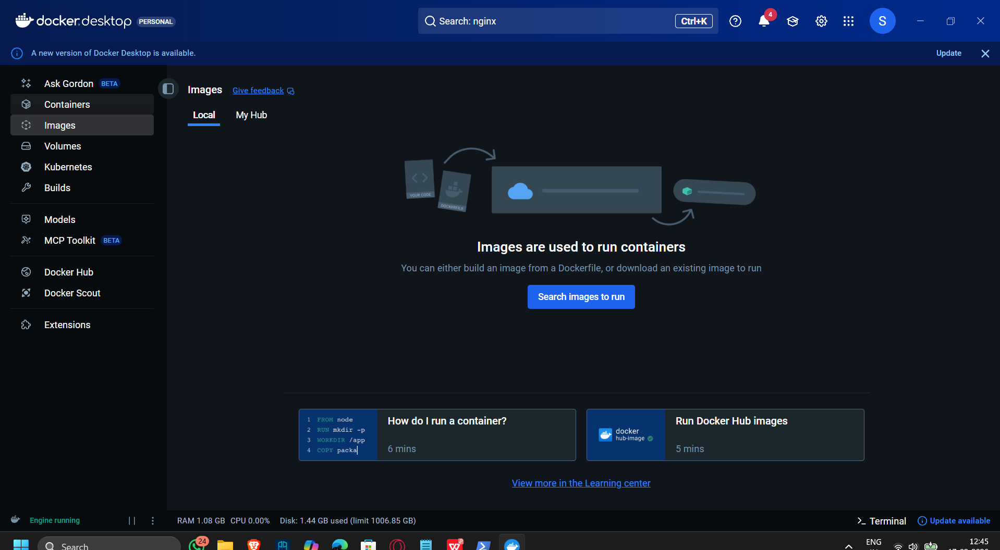 docker desktop PERSONAL
Search: nginx Ctrl+K
4
S
A new version of Docker Desktop is available. Update
Ask Gordon BETA
Containers
Images
Volumes
Kubernetes
Builds
Models
MCP Toolkit BETA
Docker Hub
Docker Scout
Extensions
Images Give feedback
Local My Hub
YOUR CODE
DOCKERFILE
Images are used to run containers
You can either build an image from a Dockerfile, or download an existing image to run
Search images to run
1 FROM node
2 RUN mkdir -p
3 WORKDIR /app
4 COPY packa
How do I run a container?
6 mins
docker
hub-image
Run Docker Hub images
5 mins
View more in the Learning center
Engine running
RAM 1.08 GB CPU 0.00% Disk: 1.44 GB used (limit 1006.85 GB)
Terminal Update available
Search
24
ENG
12:45